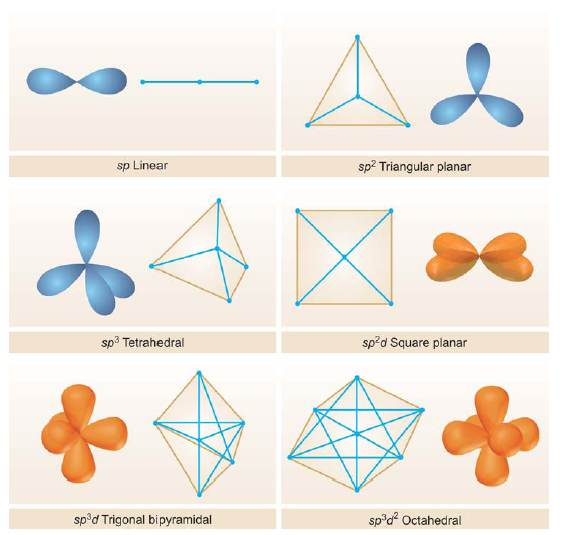 sp Linear
sp² Triangular planar
sp³ Tetrahedral
sp²d Square planar
sp³d Trigonal bipyramidal
sp³d² Octahedral